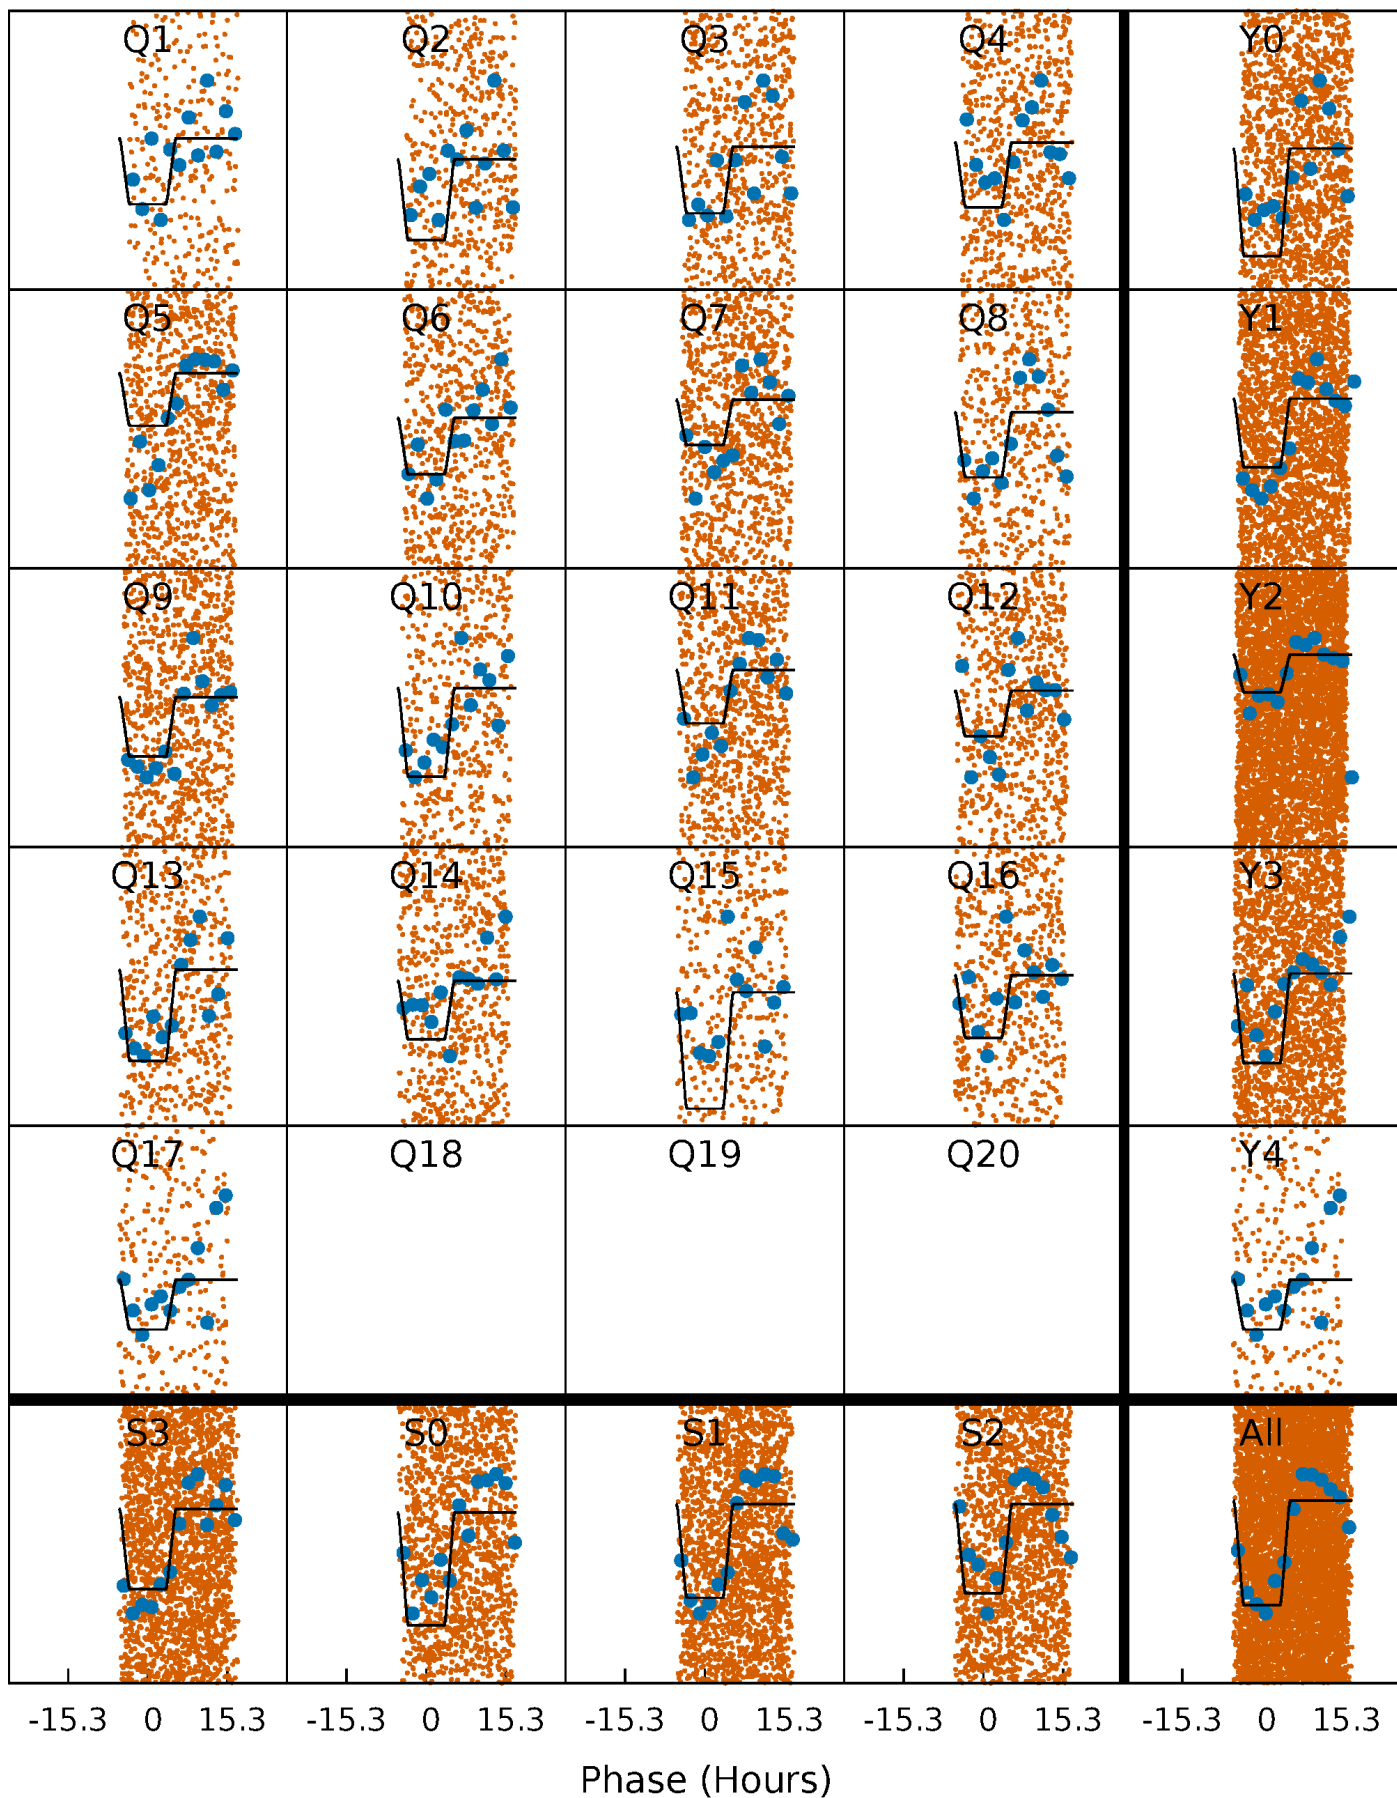 Q1 Q2 Q3 Q4 Y0
Q5 Q6 Q7 Q8 Y1
Q9 Q10 Q11 Q12 Y2
Q13 Q14 Q15 Q16 Y3
Q17 Q18 Q19 Q20 Y4
S3 S0 S1 S2 All
-15.3 0 15.3 -15.3 0 15.3 -15.3 0 15.3 -15.3 0 15.3 -15.3 0 15.3
Phase (Hours)